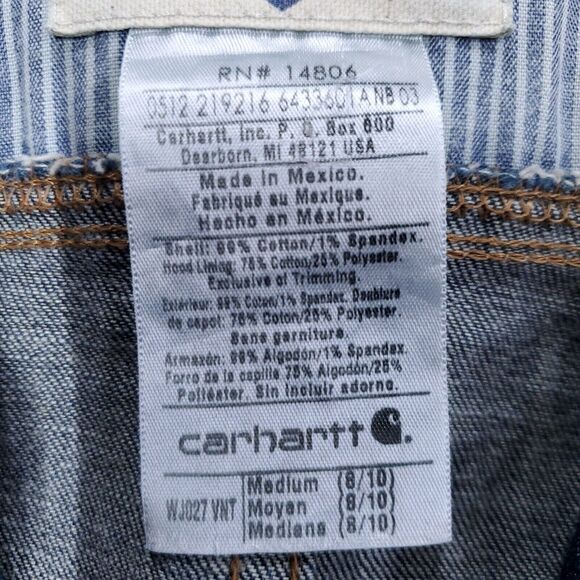 RN# 14806
0512 219216 6433601 A NB 03
Carhartt, Inc. P. O. Box 600
Dearborn, MI 48121 USA
Made in Mexico.
Fabriqué au Mexique.
Hecho en México.
Shell: 99% Cotton/1% Spandex.
Hood Lining: 75% Cotton/25% Polyester.
Exclusive of Trimming.
Extérieur: 99% Coton/1% Spandex. Doublure
de capot: 75% Coton/25% Polyester.
Sans garniture.
Armazón: 99% Algodón/1% Spandex.
Forro de la capilla 75% Algodón/25%
Poliéster. Sin incluir adorno.
carhartt
WJ027 VNT
Medium (8/10)
Moyen (8/10)
Mediana (8/10)